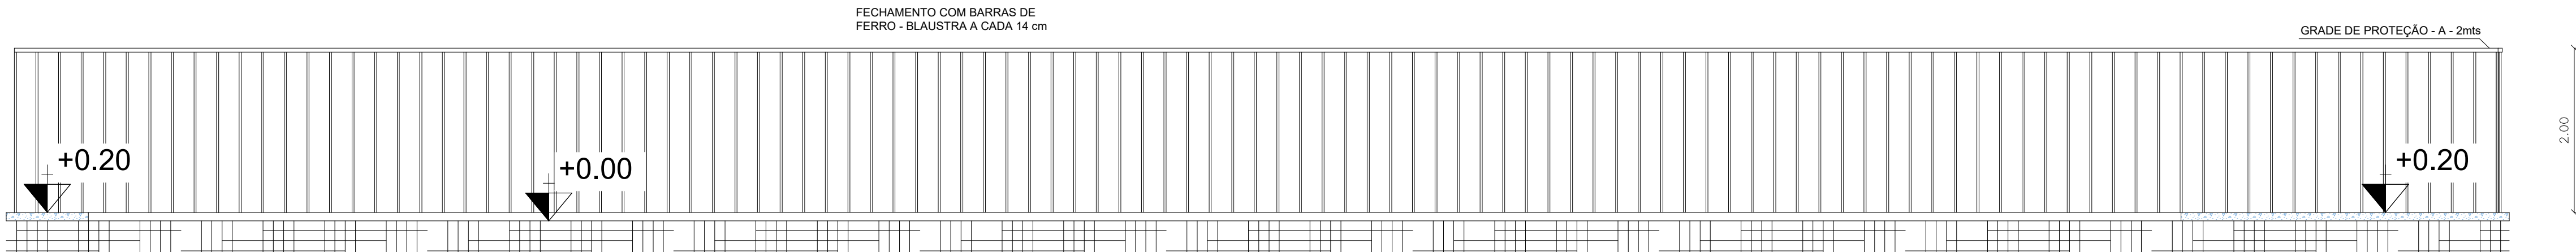 FECHAMENTO COM BARRAS DE
FERRO - BLAUSTRA A CADA 14 cm
GRADE DE PROTEÇÃO - A - 2mts
2.00
+0.20
+0.00
+0.20